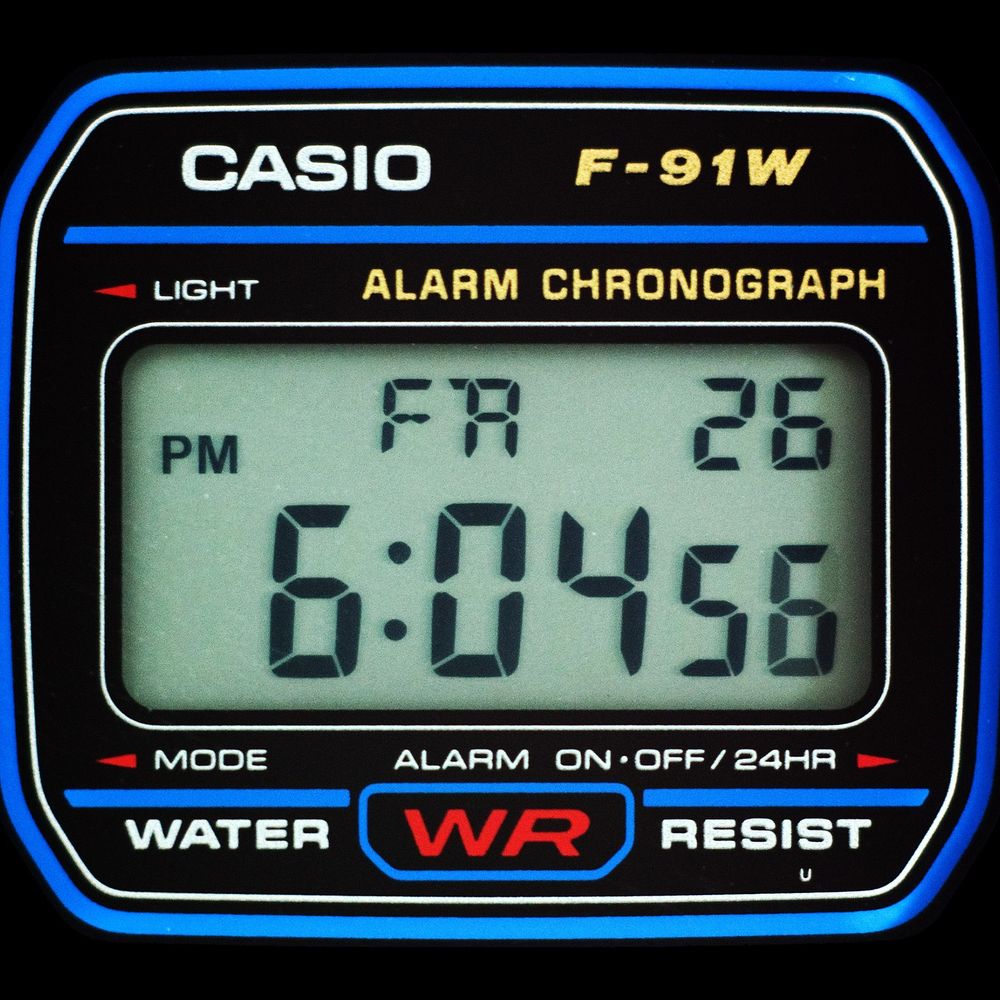 CASIO F-91W
LIGHT ALARM CHRONOGRAPH
FR 26
PM
6:04 56
MODE ALARM ON·OFF/24HR
WATER WR RESIST
U